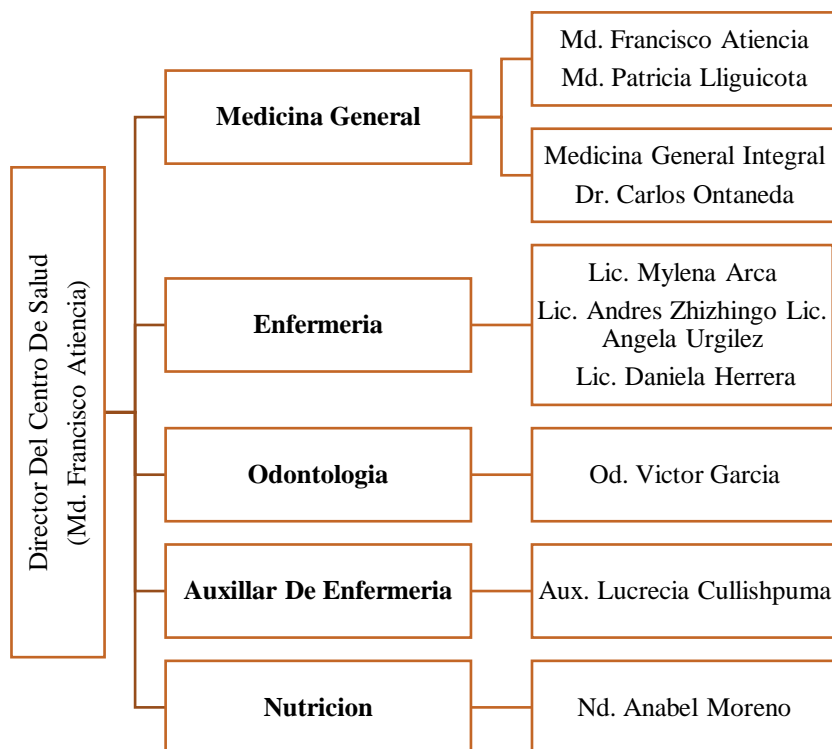 Director Del Centro De Salud
(Md. Francisco Atiencia)
Medicina General
Md. Francisco Atiencia
Md. Patricia Lliguicota
Medicina General Integral
Dr. Carlos Ontaneda
Enfermeria
Lic. Mylena Arca
Lic. Andres Zhizhingo Lic.
Angela Urgilez
Lic. Daniela Herrera
Odontologia
Od. Victor Garcia
Auxillar De Enfermeria
Aux. Lucrecia Cullishpuma
Nutricion
Nd. Anabel Moreno